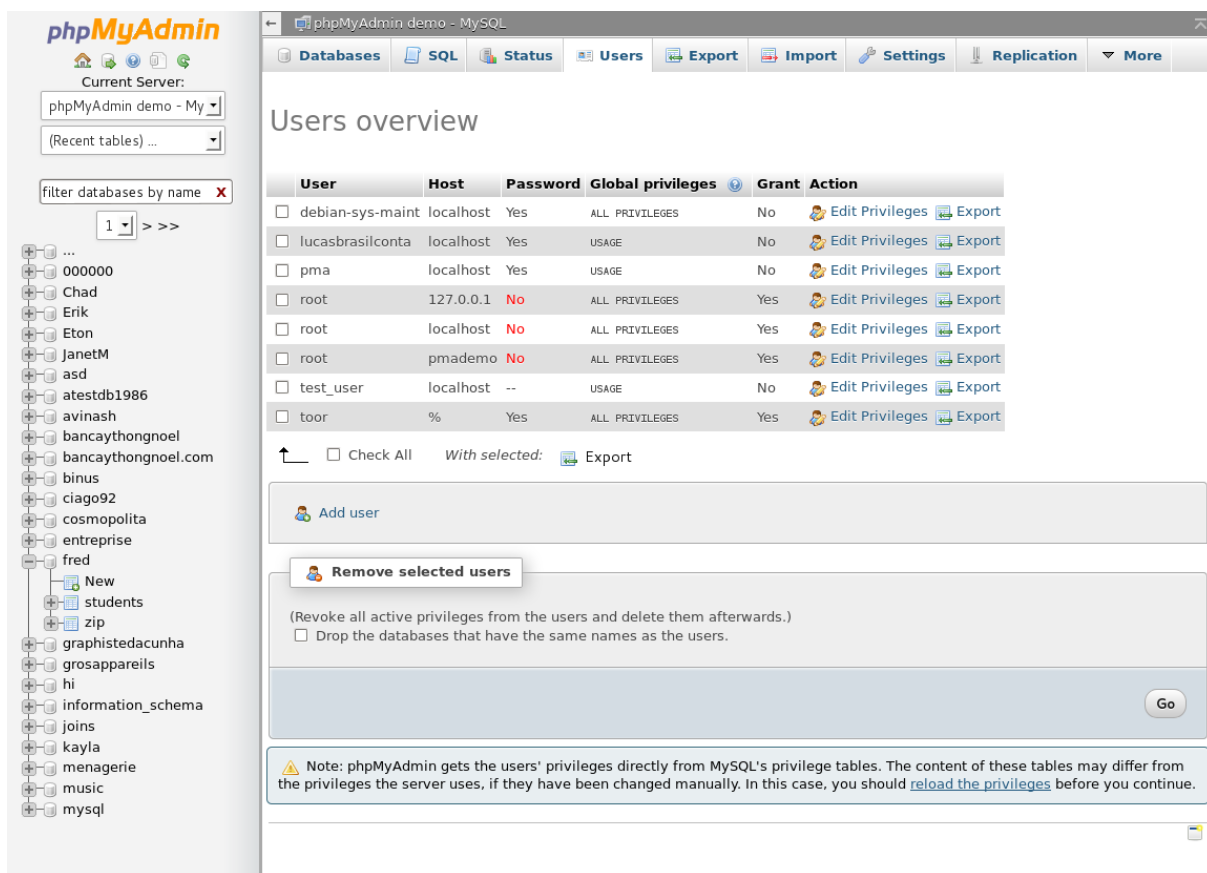 phpMyAdmin
Current Server:
phpMyAdmin demo - My
(Recent tables) ...
filter databases by name X
1 > >>
...
000000
Chad
Erik
Eton
JanetM
asd
atestdb1986
avinash
bancaythongnoel
bancaythongnoel.com
binus
ciago92
cosmopolita
entreprise
fred
New
students
zip
graphistedacunha
grosappareils
hi
information_schema
joins
kayla
menagerie
music
mysql
phpMyAdmin demo - MySQL
Databases SQL Status Users Export Import Settings Replication More
Users overview
User Host Password Global privileges Grant Action
debian-sys-maint localhost Yes ALL PRIVILEGES No Edit Privileges Export
lucasbrasilconta localhost Yes USAGE No Edit Privileges Export
pma localhost Yes USAGE No Edit Privileges Export
root 127.0.0.1 No ALL PRIVILEGES Yes Edit Privileges Export
root localhost No ALL PRIVILEGES Yes Edit Privileges Export
root pmademo No ALL PRIVILEGES Yes Edit Privileges Export
test_user localhost -- USAGE No Edit Privileges Export
toor % Yes ALL PRIVILEGES Yes Edit Privileges Export
Check All With selected: Export
Add user
Remove selected users
(Revoke all active privileges from the users and delete them afterwards.)
Drop the databases that have the same names as the users.
Go
Note: phpMyAdmin gets the users' privileges directly from MySQL's privilege tables. The content of these tables may differ from
the privileges the server uses, if they have been changed manually. In this case, you should reload the privileges before you continue.